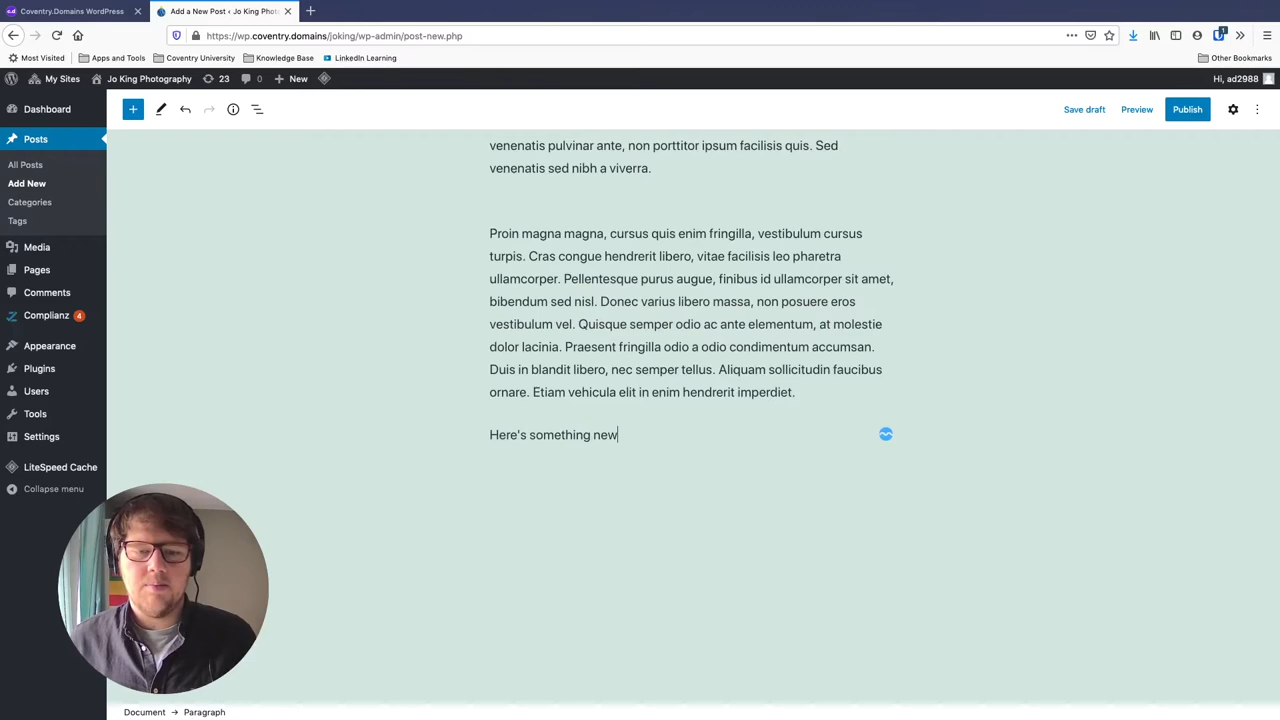 Coventry.Domains WordPress
Add a New Post ‹ Jo King Phot
https://wp.coventry.domains/joking/wp-admin/post-new.php
1
Most Visited
Apps and Tools
Coventry University
Knowledge Base
LinkedIn Learning
Other Bookmarks
My Sites
Jo King Photography
23
0
New
Hi, ad2988
Dashboard
Posts
All Posts
Add New
Categories
Tags
Media
Pages
Comments
Complianz 4
Appearance
Plugins
Users
Tools
Settings
LiteSpeed Cache
Collapse menu
Save draft
Preview
Publish
venenatis pulvinar ante, non porttitor ipsum facilisis quis. Sed
venenatis sed nibh a viverra.
Proin magna magna, cursus quis enim fringilla, vestibulum cursus
turpis. Cras congue hendrerit libero, vitae facilisis leo pharetra
ullamcorper. Pellentesque purus augue, finibus id ullamcorper sit amet,
bibendum sed nisl. Donec varius libero massa, non posuere eros
vestibulum vel. Quisque semper odio ac ante elementum, at molestie
dolor lacinia. Praesent fringilla odio a odio condimentum accumsan.
Duis in blandit libero, nec semper tellus. Aliquam sollicitudin faucibus
ornare. Etiam vehicula elit in enim hendrerit imperdiet.
Here's something new
Document → Paragraph